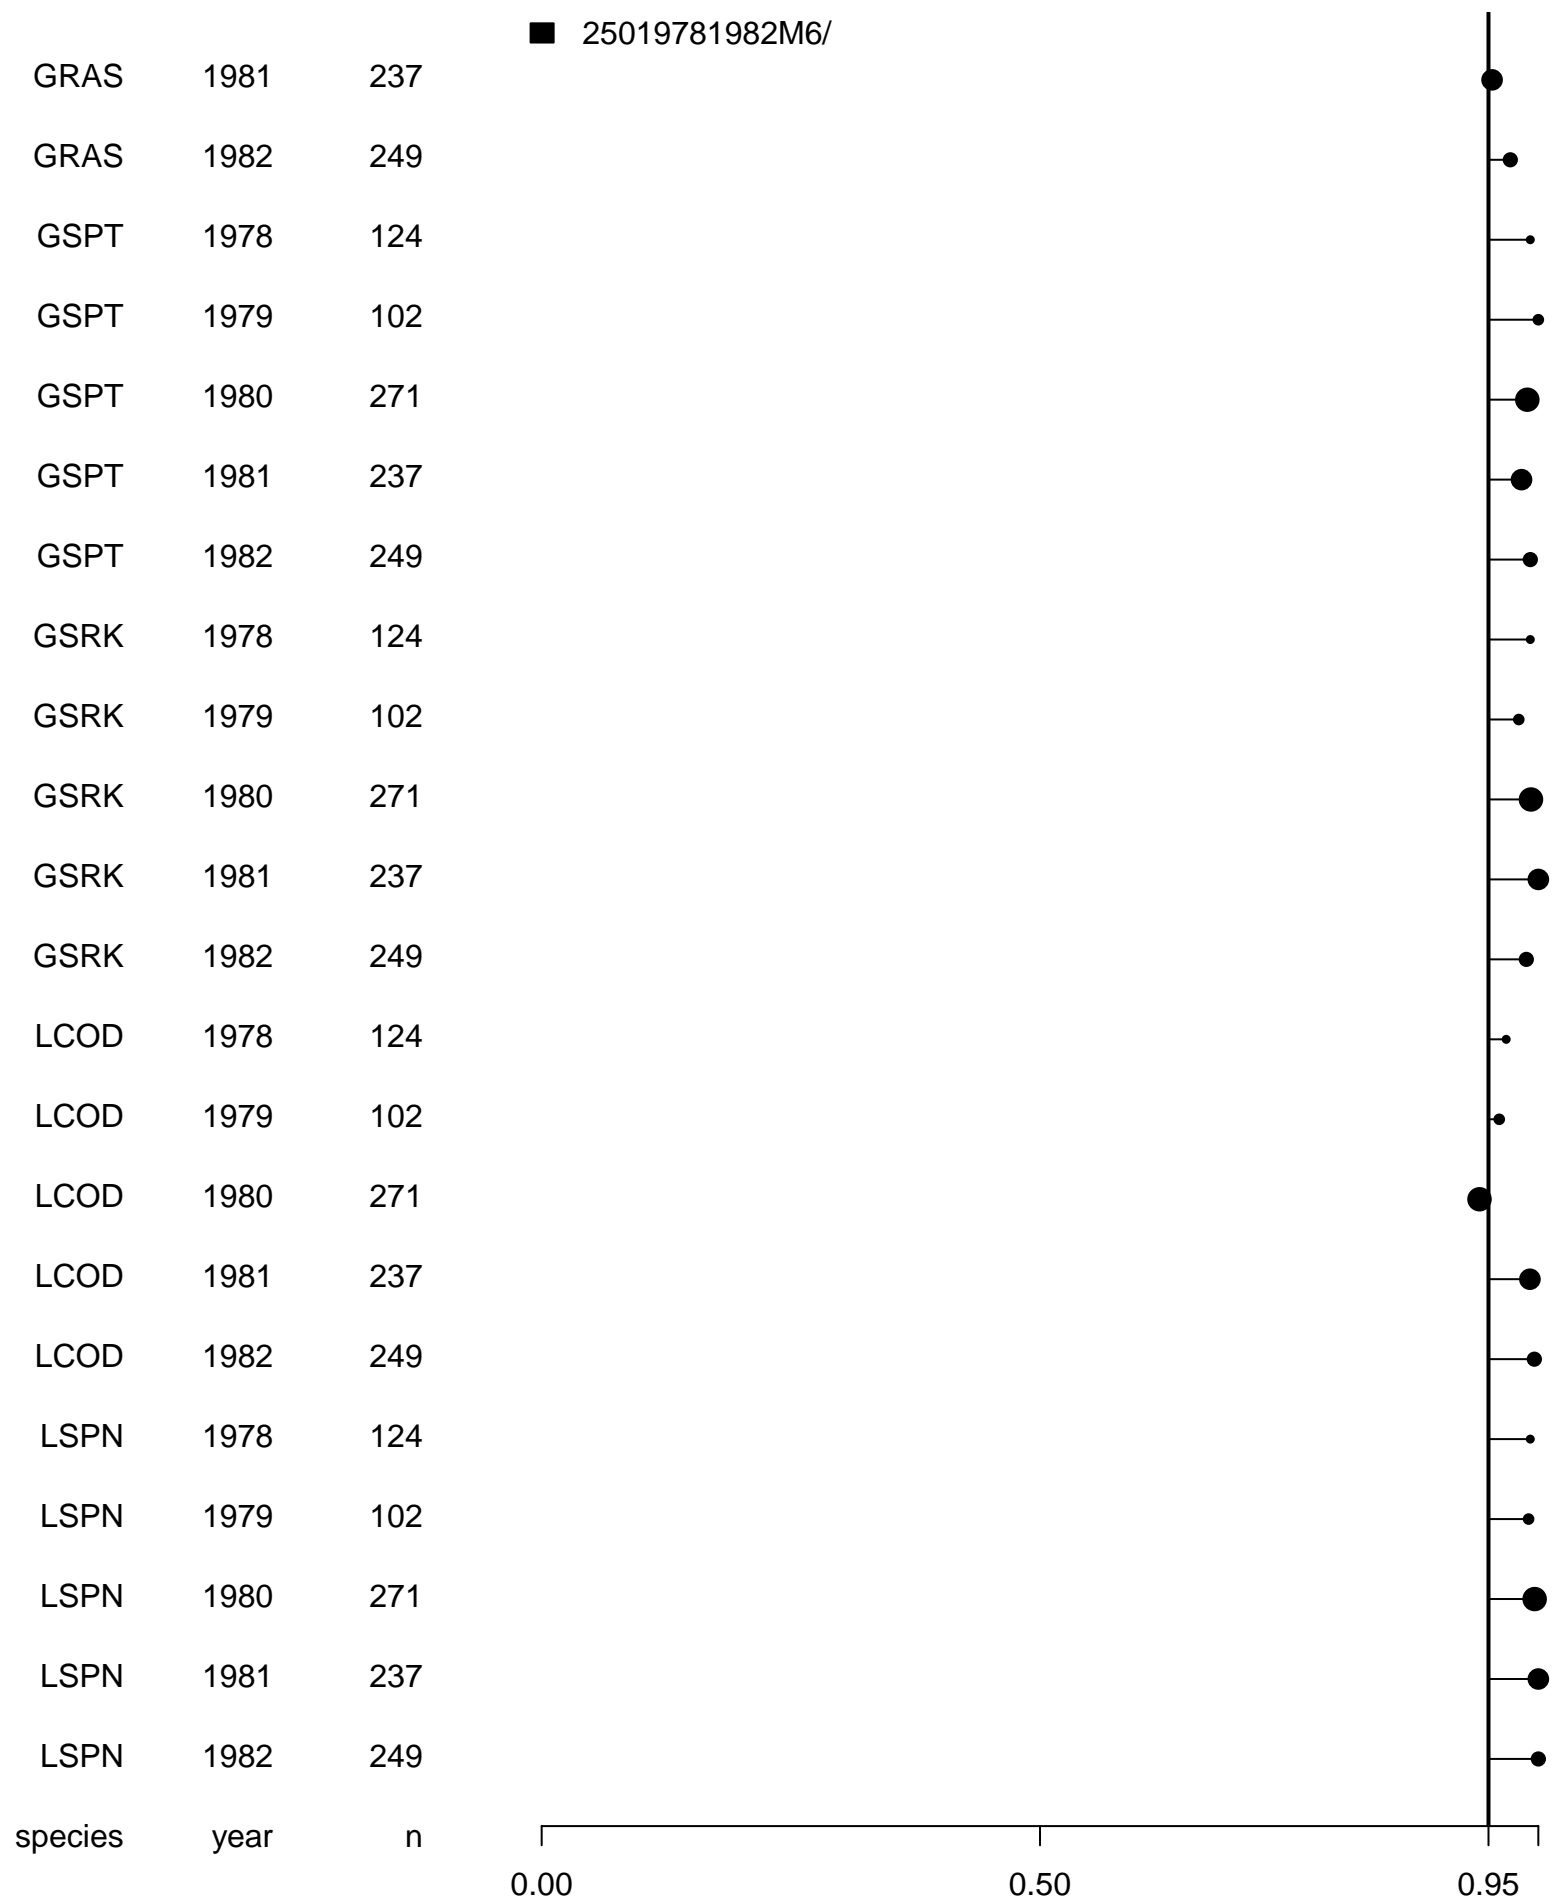 25019781982M6/
GRAS 1981 237
GRAS 1982 249
GSPT 1978 124
GSPT 1979 102
GSPT 1980 271
GSPT 1981 237
GSPT 1982 249
GSRK 1978 124
GSRK 1979 102
GSRK 1980 271
GSRK 1981 237
GSRK 1982 249
LCOD 1978 124
LCOD 1979 102
LCOD 1980 271
LCOD 1981 237
LCOD 1982 249
LSPN 1978 124
LSPN 1979 102
LSPN 1980 271
LSPN 1981 237
LSPN 1982 249
species year n
0.00 0.50 0.95